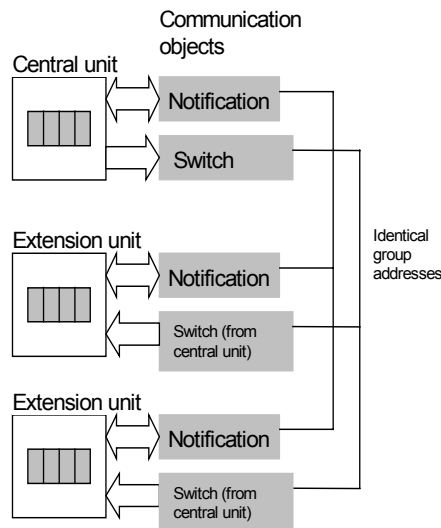 Communication
objects
Central unit
Notification
Switch
Identical
group
addresses
Extension unit
Notification
Switch (from
central unit)
Extension unit
Notification
Switch (from
central unit)